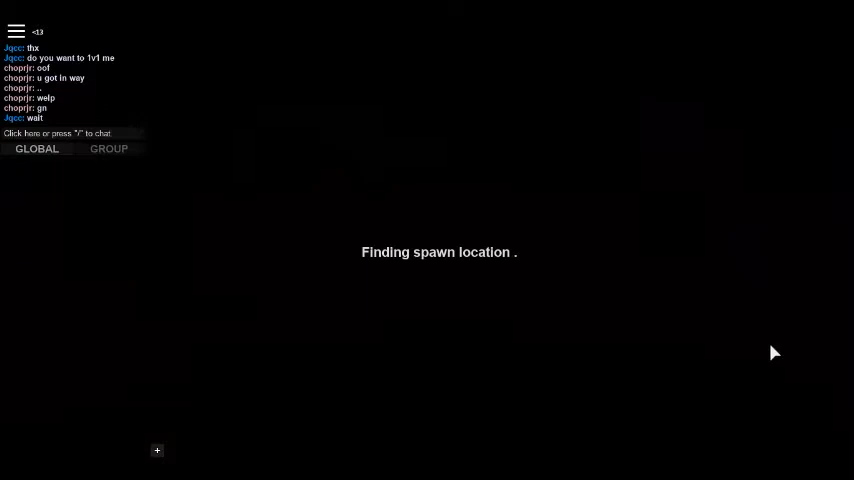 <13
Jqcc: thx
Jqcc: do you want to 1v1 me
choprjr: oof
choprjr: u got in way
choprjr: ..
choprjr: welp
choprjr: gn
Jqcc: wait
Click here or press "/" to chat
GLOBAL GROUP
Finding spawn location .
+